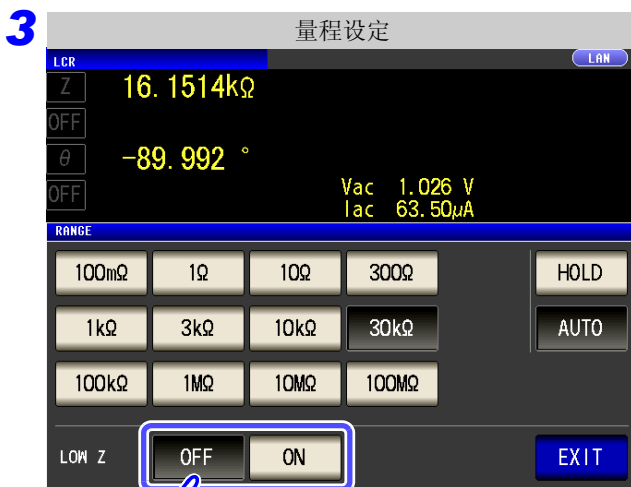 3
量程设定
LCR
LAN
Z 16.1514kΩ
OFF
θ -89.992 °
OFF
Vac 1.026 V
Iac 63.50μA
RANGE
100mΩ 1Ω 10Ω 300Ω HOLD
1kΩ 3kΩ 10kΩ 30kΩ AUTO
100kΩ 1MΩ 10MΩ 100MΩ
LOW Z OFF ON EXIT